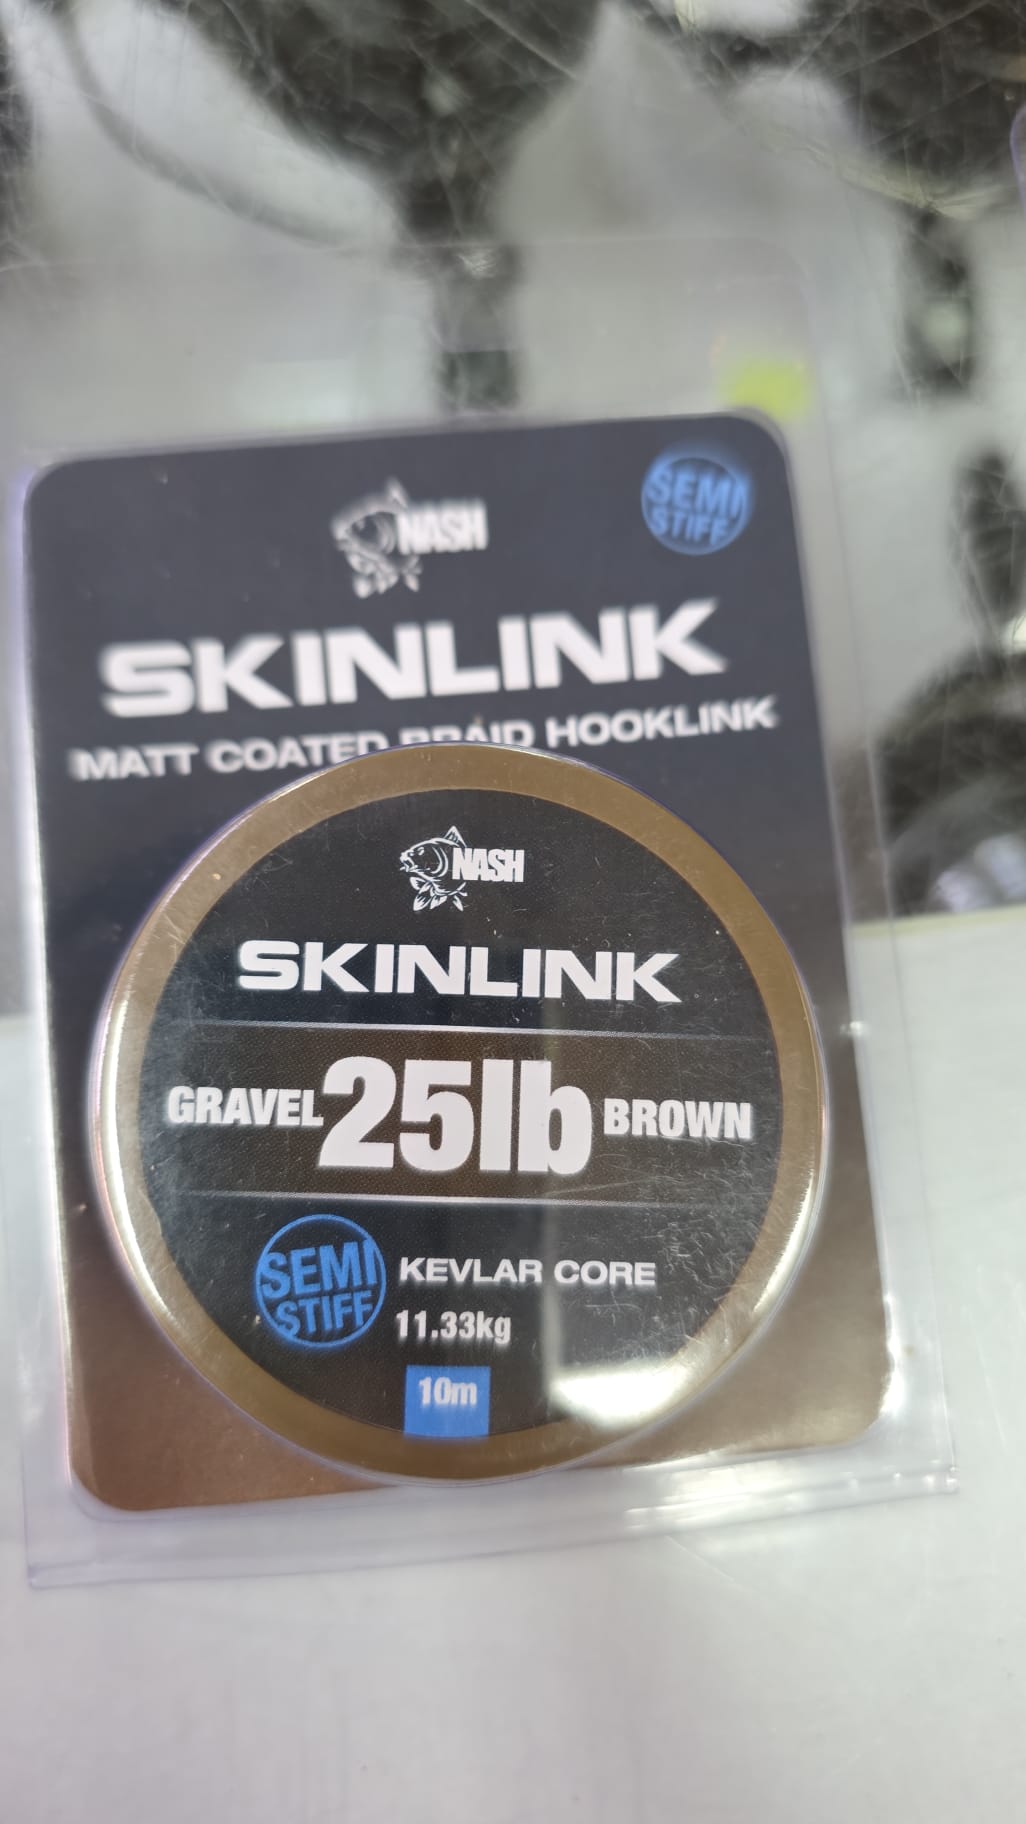 NASH
SEMI
STIFF
SKINLINK
MATT COATED BRAID HOOKLINK
NASH
SKINLINK
GRAVEL 25lb BROWN
SEMI
STIFF
KEVLAR CORE
11.33kg
10m